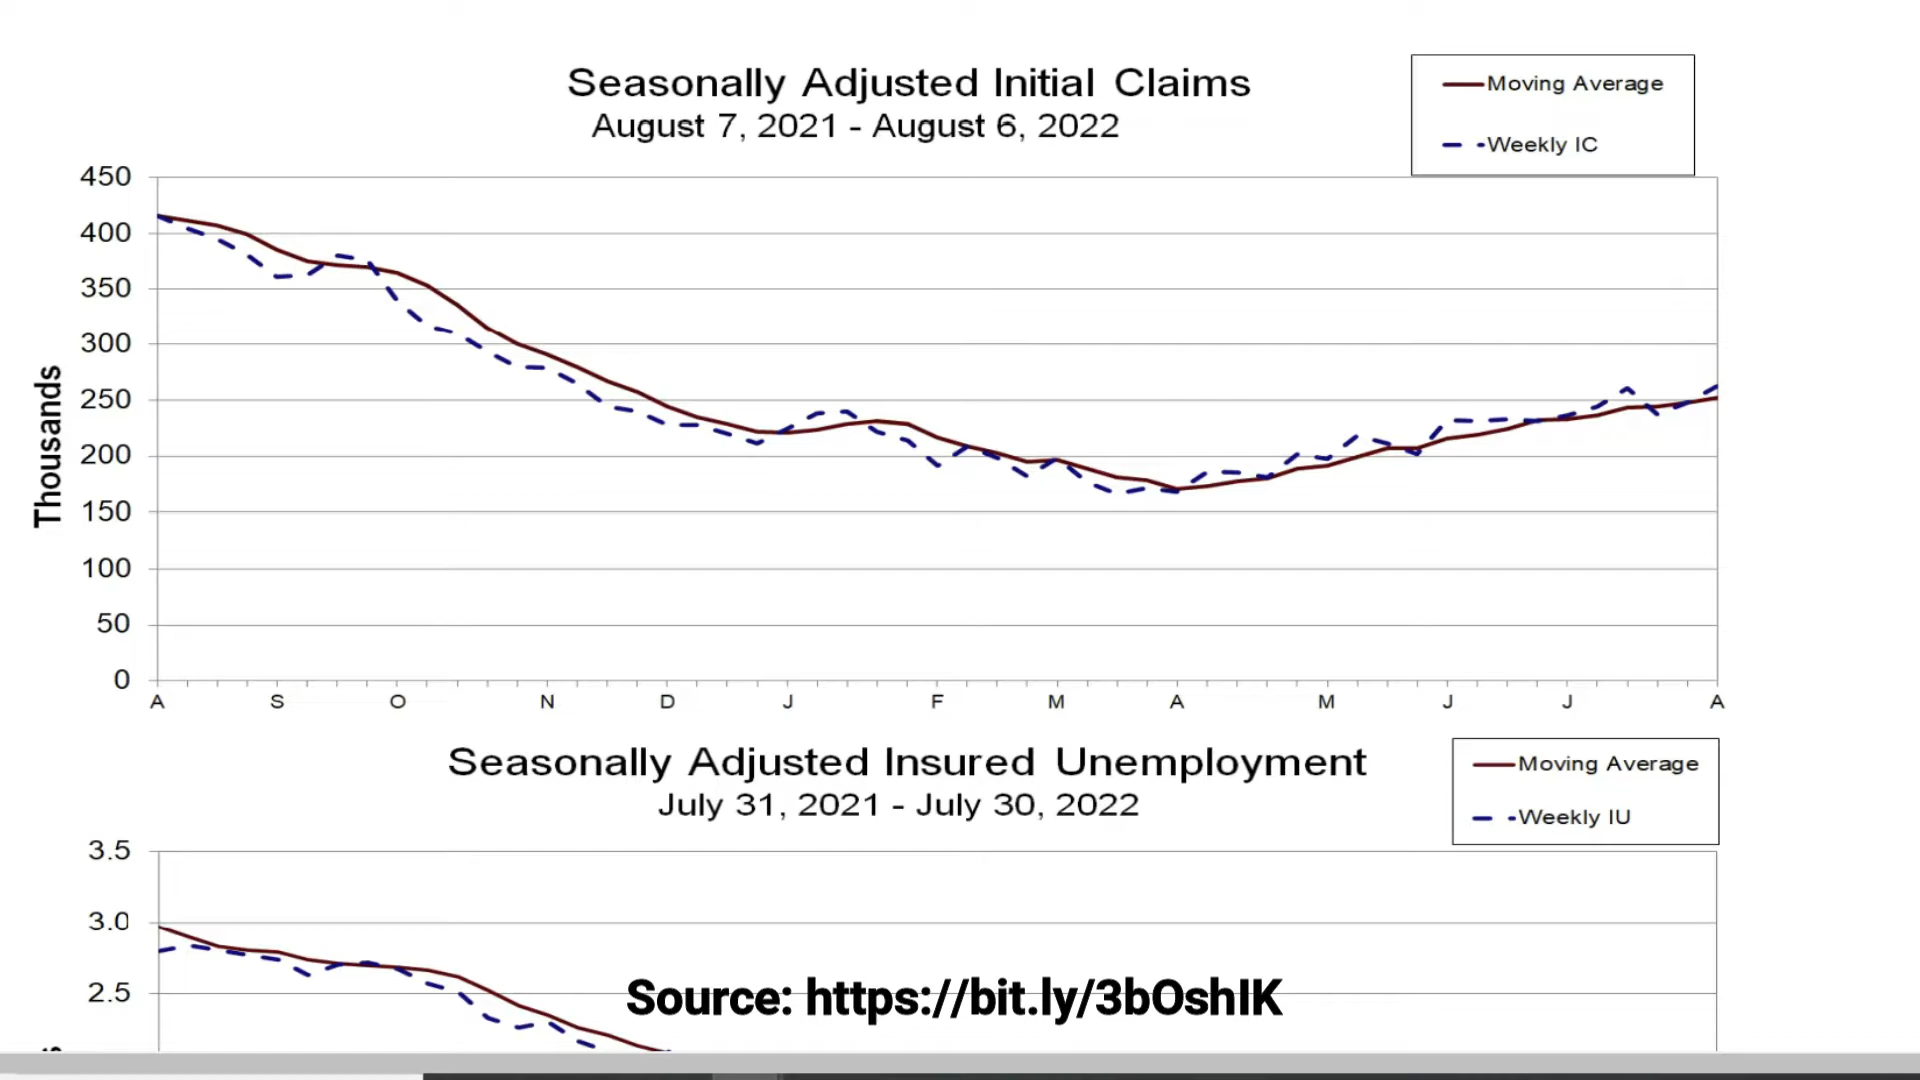 Seasonally Adjusted Initial Claims
August 7, 2021 - August 6, 2022
Moving Average
Weekly IC
450
400
350
300
250
200
150
100
50
0
Thousands
A S O N D J F M A M J J A
Seasonally Adjusted Insured Unemployment
July 31, 2021 - July 30, 2022
Moving Average
Weekly IU
3.5
3.0
2.5
Source: https://bit.ly/3bOshIK